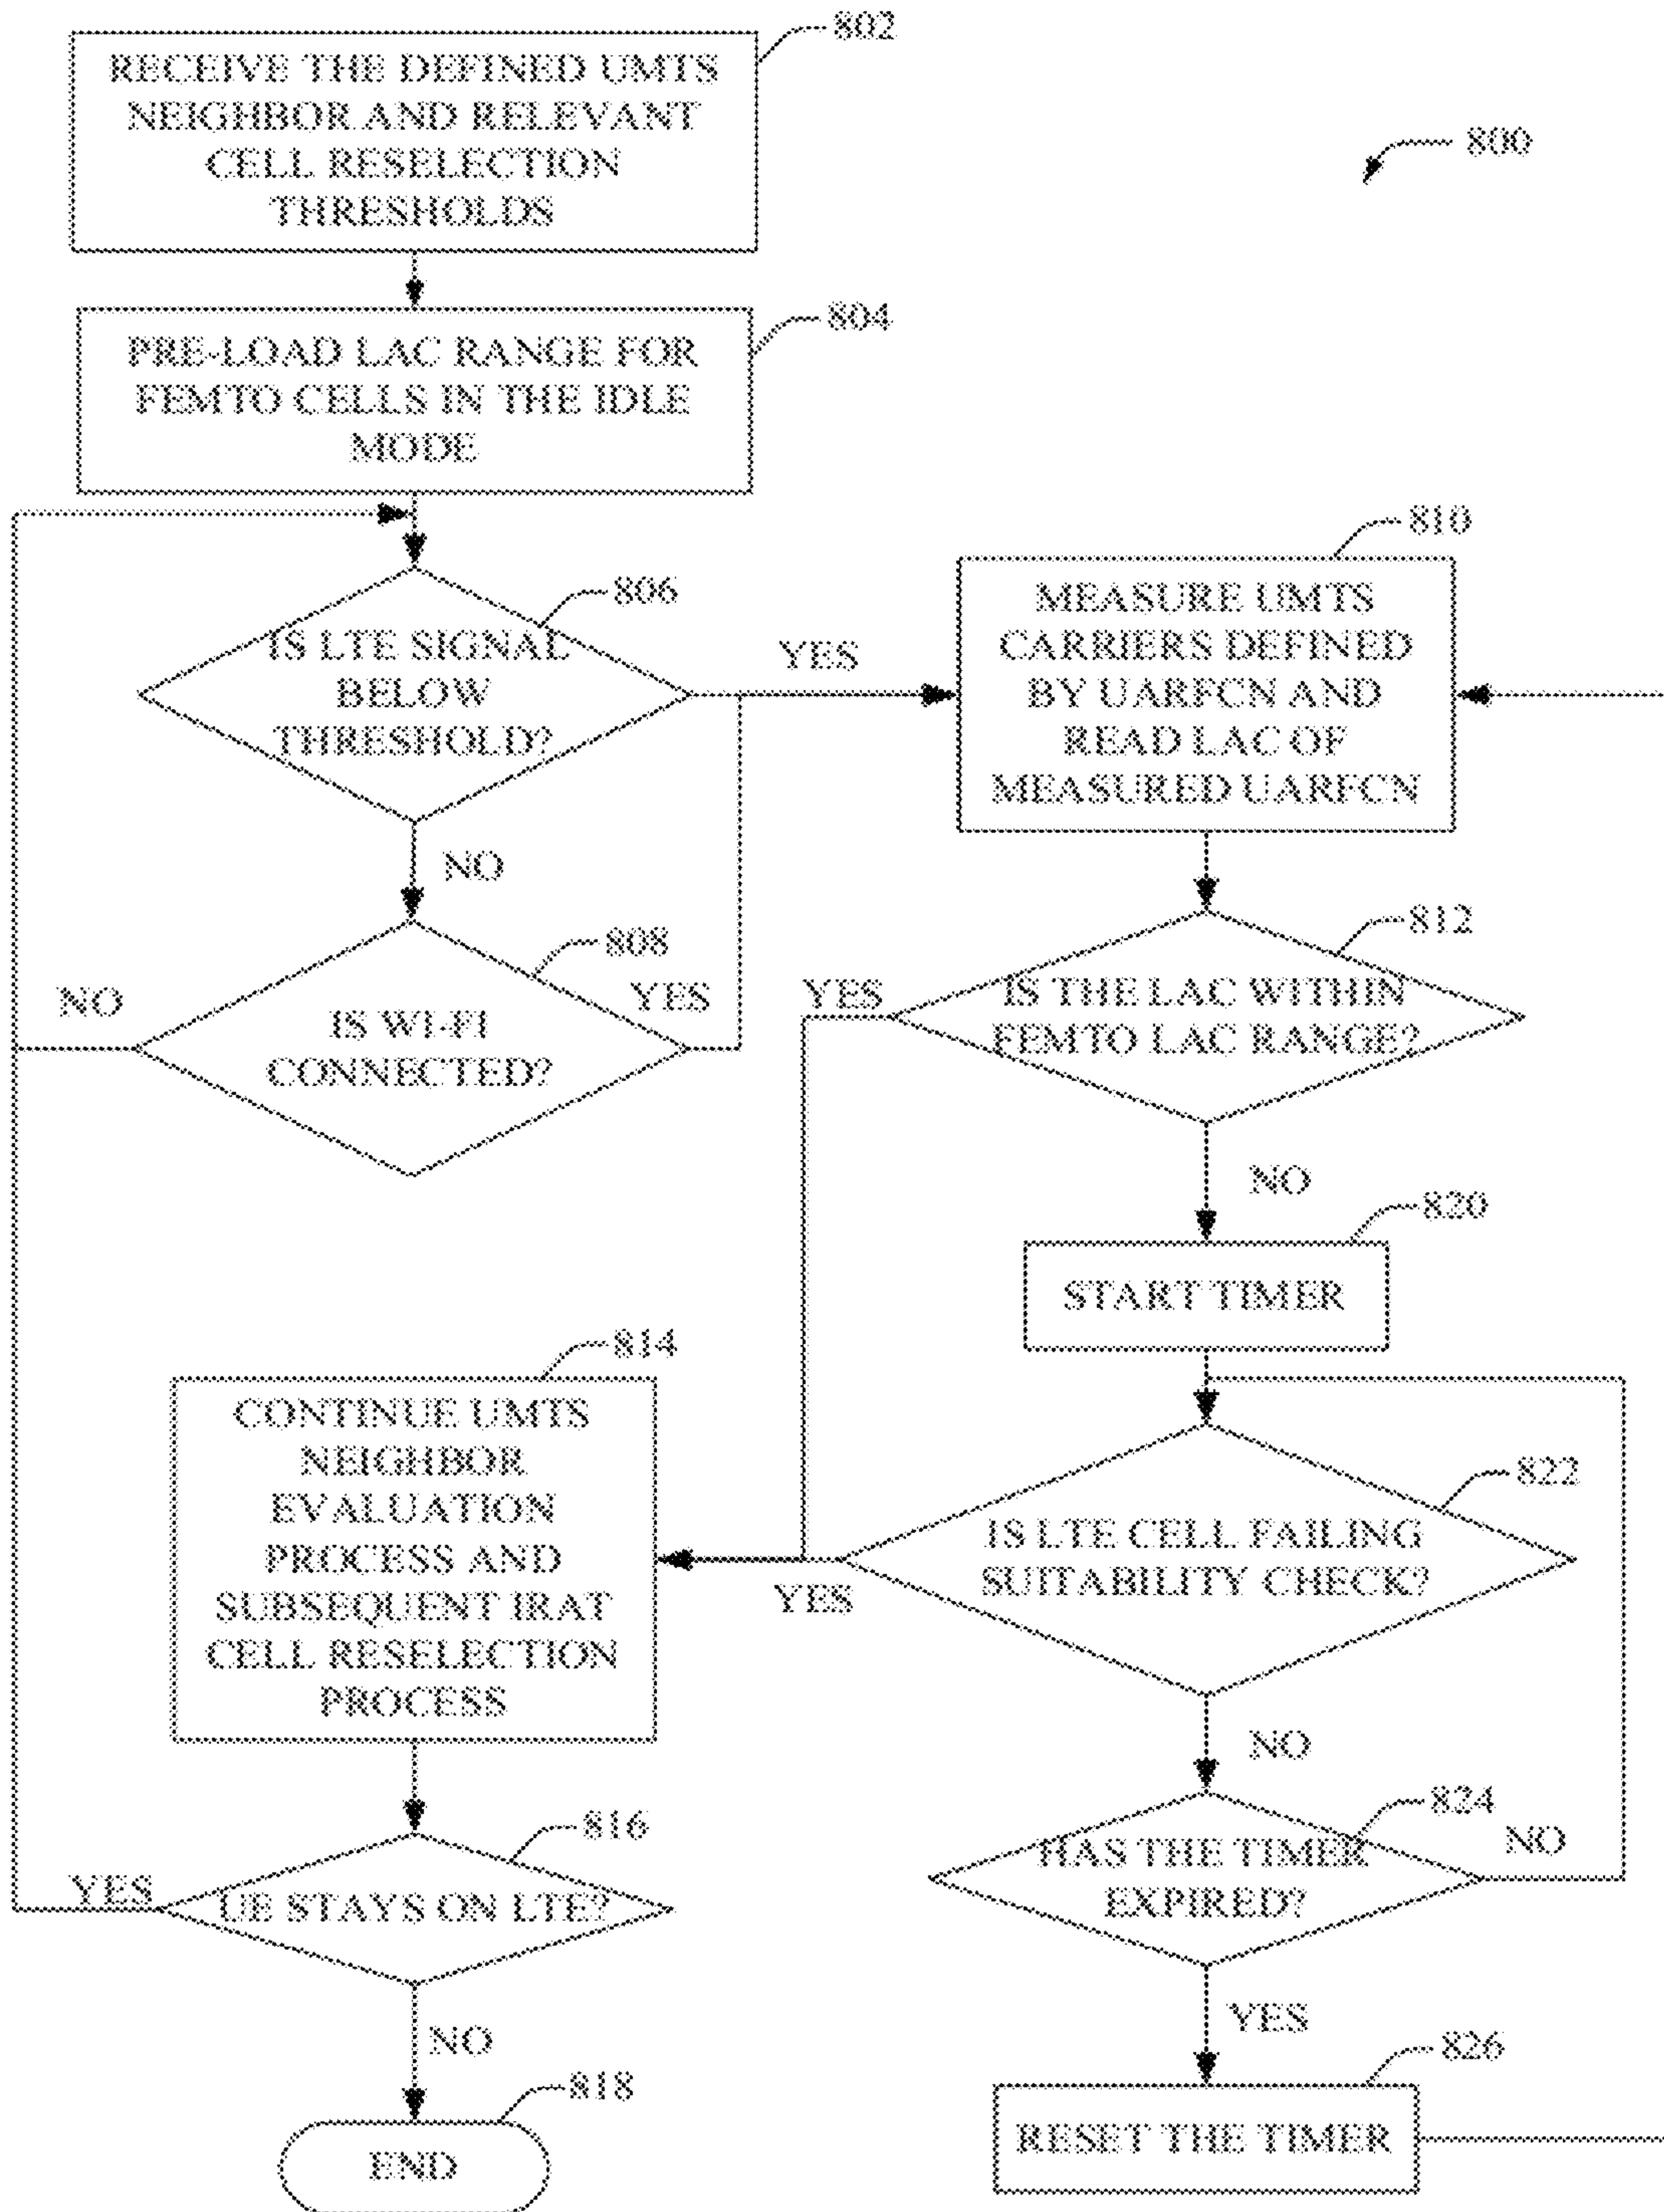 802
RECEIVE THE DEFINED UMTS
NEIGHBOR AND RELEVANT
CELL RESELECTION
THRESHOLDS
800
804
PRE-LOAD LAC RANGE FOR
FEMTO CELLS IN THE IDLE
MODE
806
IS LTE SIGNAL
BELOW
THRESHOLD?
YES
NO
808
IS WI-FI
CONNECTED?
NO
YES
810
MEASURE UMTS
CARRIERS DEFINED
BY UARFCN AND
READ LAC OF
MEASURED UARFCN
812
IS THE LAC WITHIN
FEMTO LAC RANGE?
YES
NO
820
START TIMER
814
CONTINUE UMTS
NEIGHBOR
EVALUATION
PROCESS AND
SUBSEQUENT IRAT
CELL RESELECTION
PROCESS
822
IS LTE CELL FAILING
SUITABILITY CHECK?
YES
NO
816
UE STAYS ON LTE?
YES
NO
824
HAS THE TIMER
EXPIRED?
NO
YES
818
END
826
RESET THE TIMER